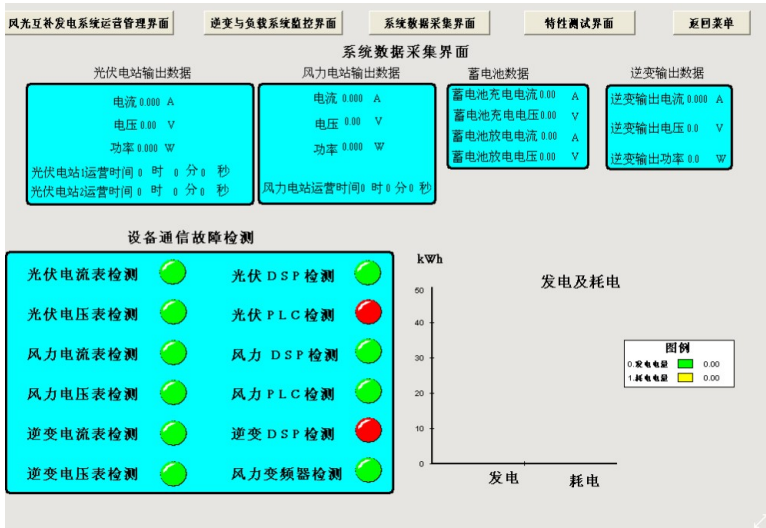 风光互补发电系统运营管理界面 逆变与负载系统监控界面 系统数据采集界面 特性测试界面 返回菜单
系统数据采集界面
光伏电站输出数据 风力电站输出数据 蓄电池数据 逆变输出数据
电流 0.000 A
电压 0.00 V
功率 0.000 W
光伏电站1运营时间 0 时 0 分 0 秒
光伏电站2运营时间 0 时 0 分 0 秒
电流 0.000 A
电压 0.00 V
功率 0.000 W
风力电站运营时间 0 时 0 分 0 秒
蓄电池充电电流 0.00 A
蓄电池充电电压 0.00 V
蓄电池放电电流 0.00 A
蓄电池放电电压 0.00 V
逆变输出电流 0.000 A
逆变输出电压 0.0 V
逆变输出功率 0.0 W
设备通信故障检测
光伏电流表检测 光伏DSP检测
光伏电压表检测 光伏PLC检测
风力电流表检测 风力 DSP检测
风力电压表检测 风力PLC检测
逆变电流表检测 逆变DSP检测
逆变电压表检测 风力变频器检测
kWh
发电及耗电
50
40
30
20
10
0
发电 耗电
图例
0.发电电量 0.00
1.耗电电量 0.00